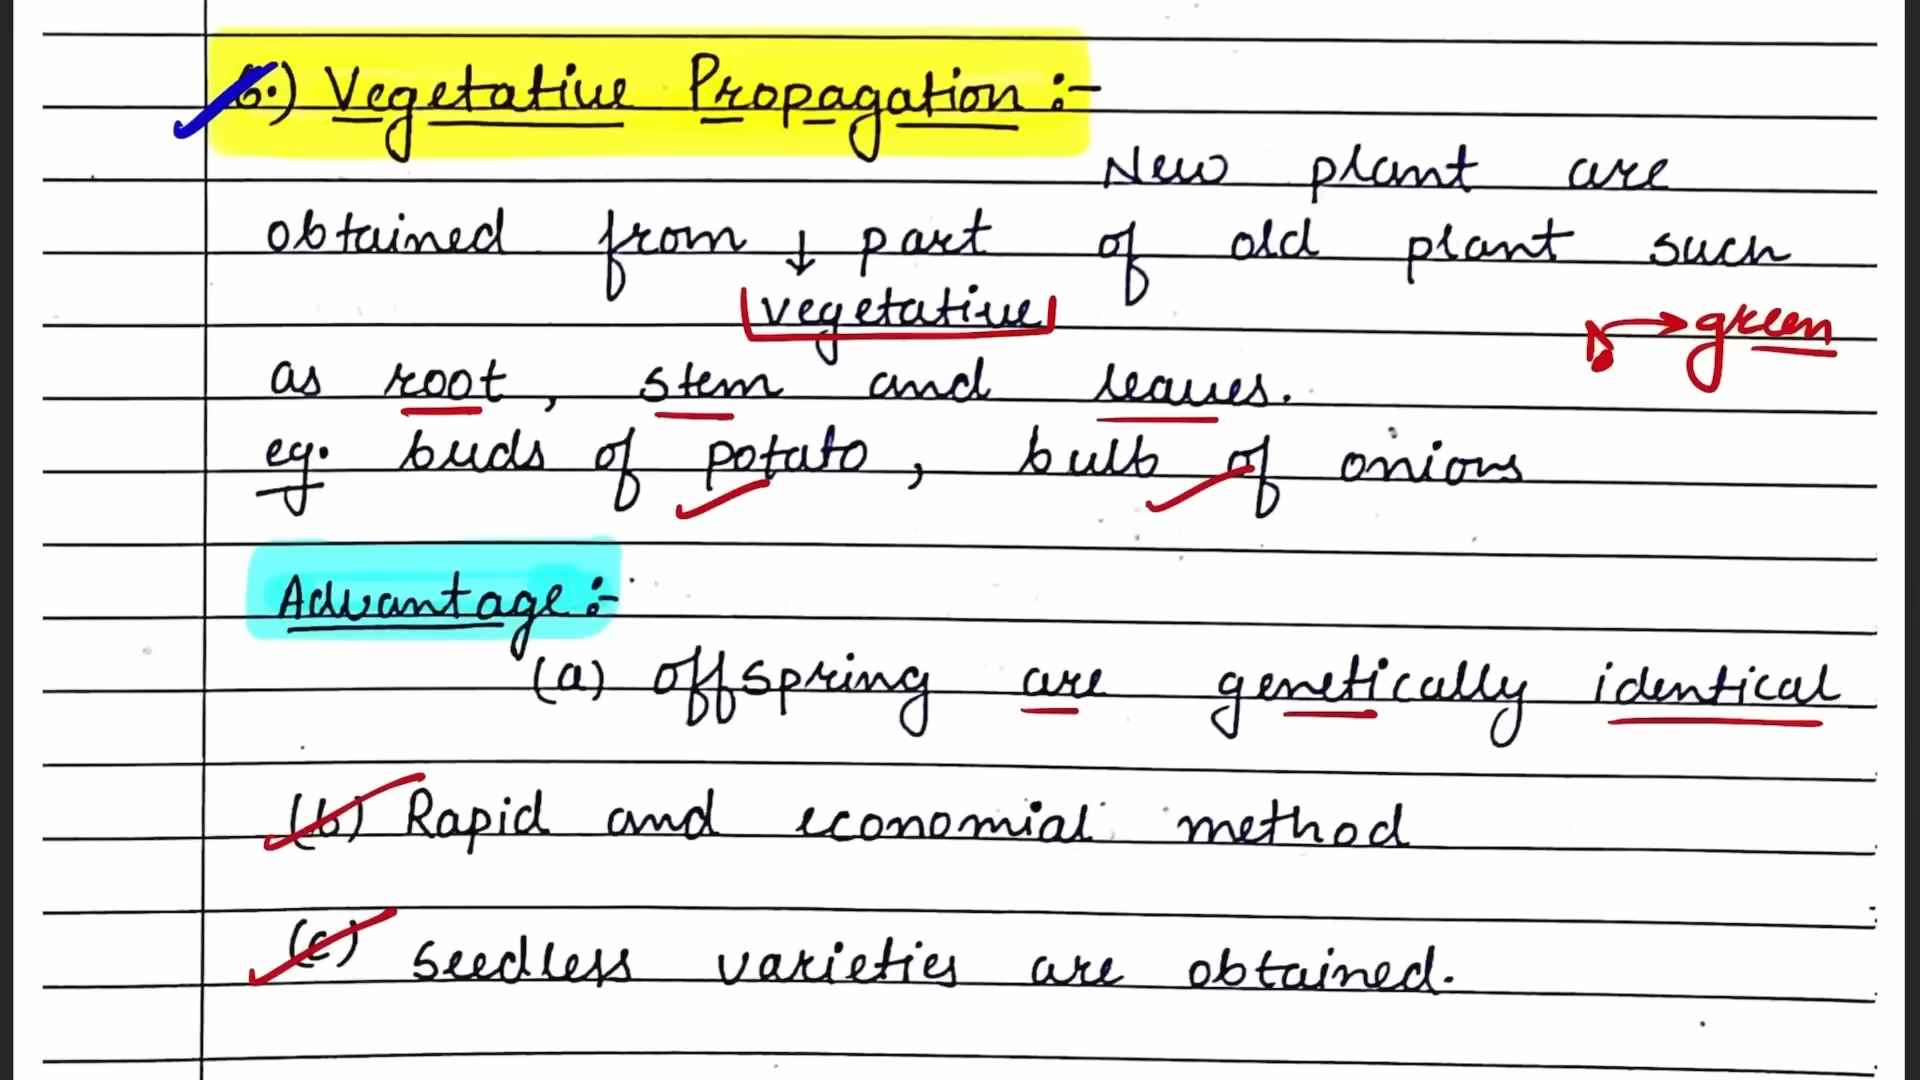 6.) Vegetative Propagation :-
New plant are
obtained from ↓ part of old plant such
vegetative
→ green
as root, stem and leaves.
eg. buds of potato, bulb of onions
Advantage :-
(a) offspring are genetically identical
(b) Rapid and economial method
(c) Seedless varieties are obtained.